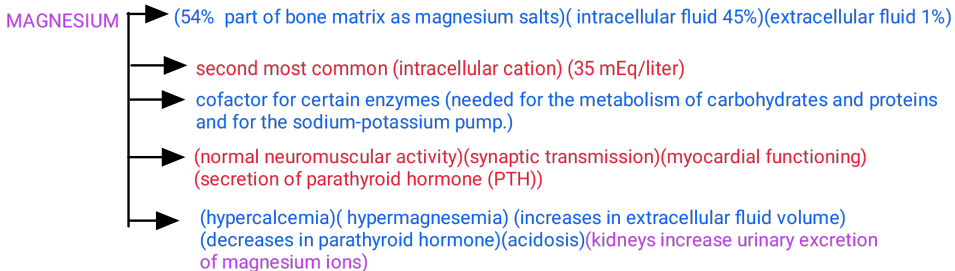 MAGNESIUM
(54% part of bone matrix as magnesium salts)( intracellular fluid 45%)(extracellular fluid 1%)
second most common (intracellular cation) (35 mEq/liter)
cofactor for certain enzymes (needed for the metabolism of carbohydrates and proteins
and for the sodium-potassium pump.)
(normal neuromuscular activity)(synaptic transmission)(myocardial functioning)
(secretion of parathyroid hormone (PTH))
(hypercalcemia)( hypermagnesemia) (increases in extracellular fluid volume)
(decreases in parathyroid hormone)(acidosis)(kidneys increase urinary excretion
of magnesium ions)